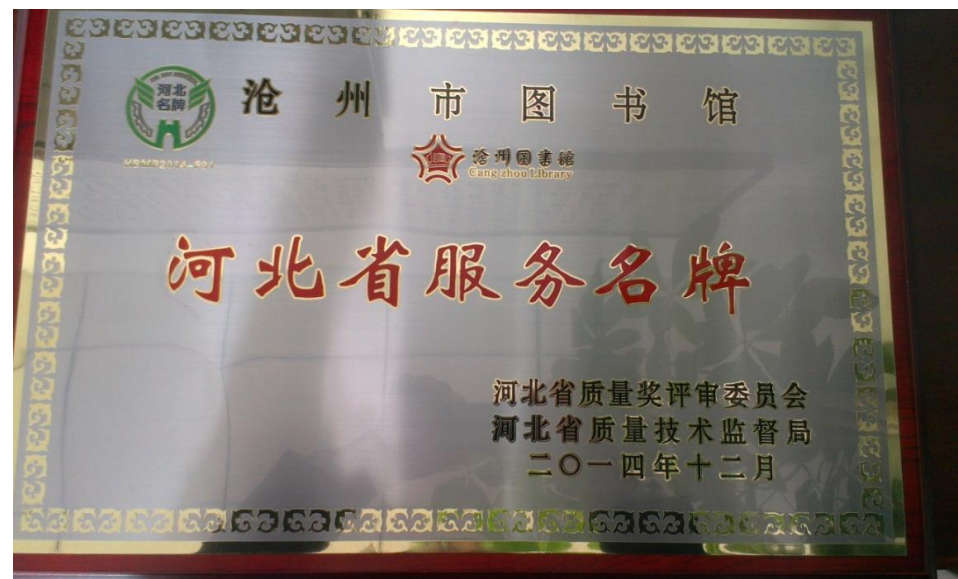 河北
名牌
沧州市图书馆
沧州图书馆
Cang zhou Library
河北省服务名牌
河北省质量奖评审委员会
河北省质量技术监督局
二〇一四年十二月